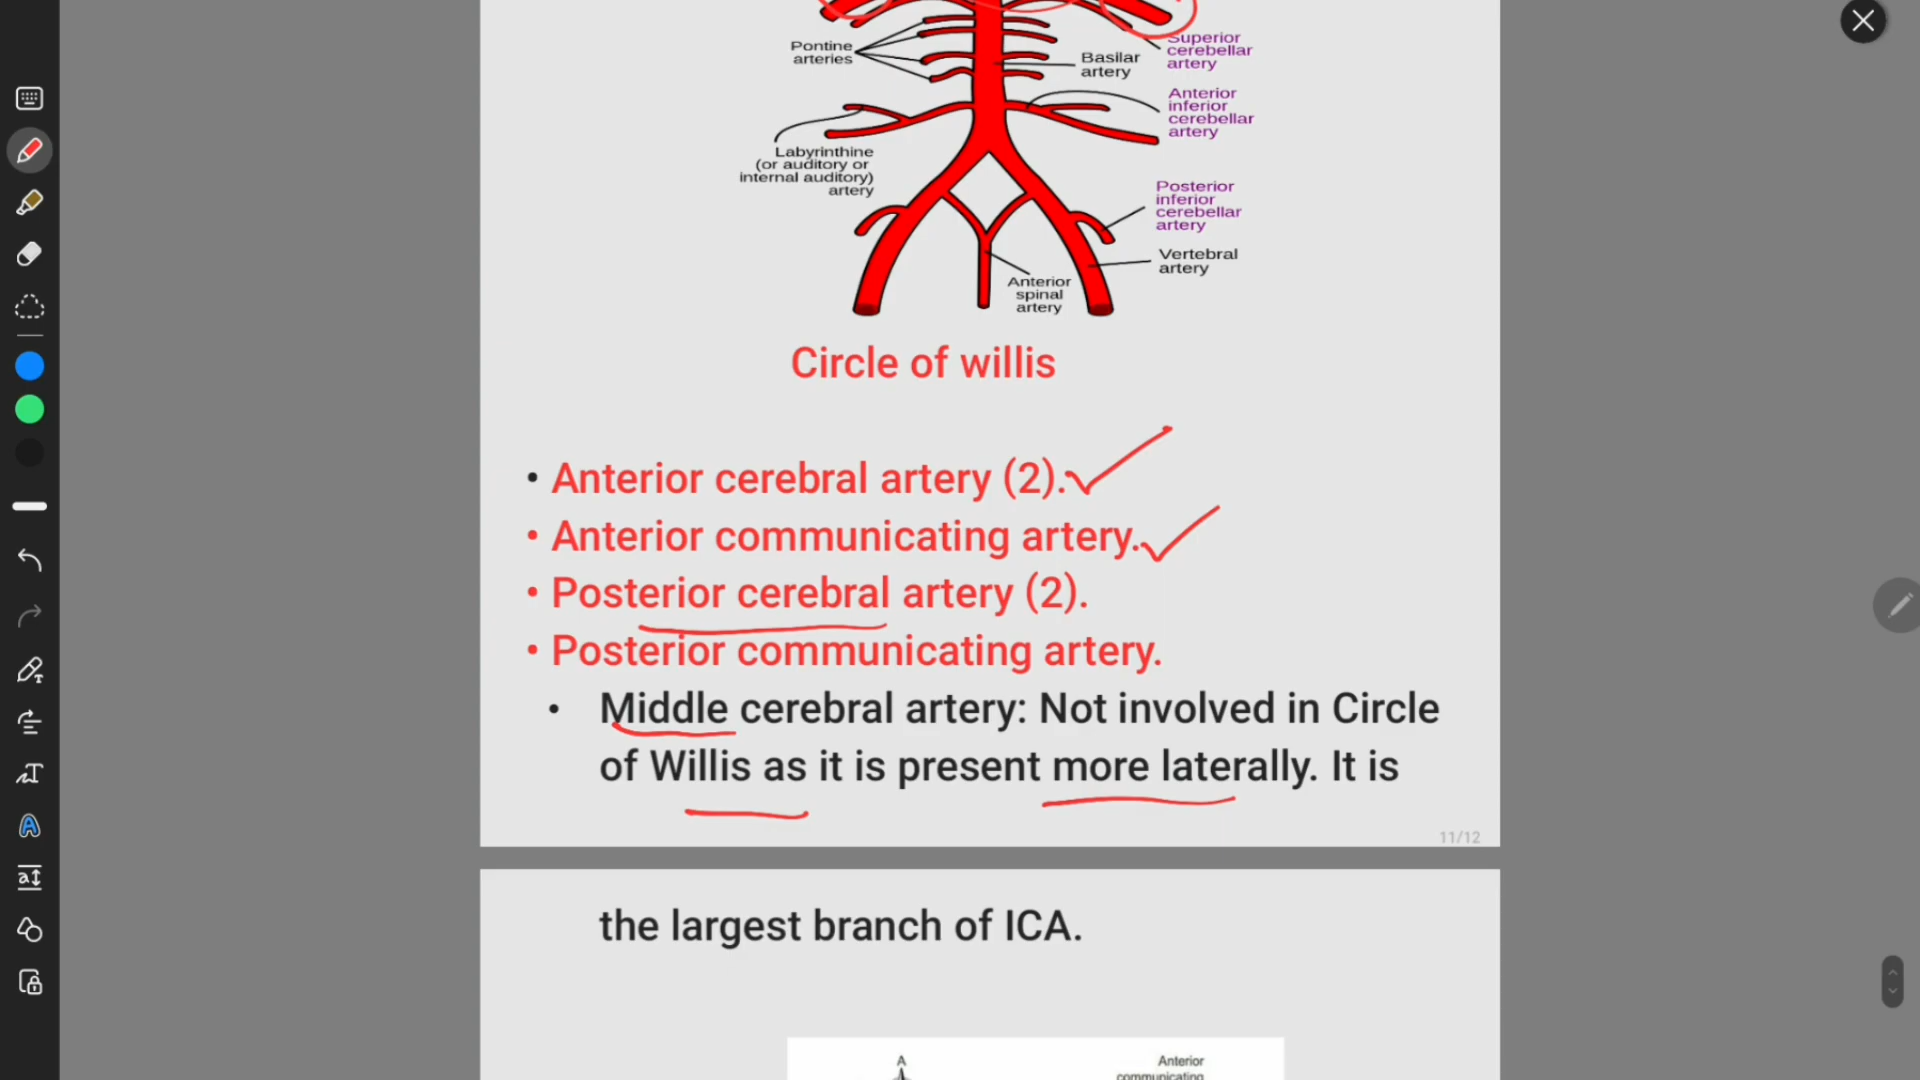 Pontine
arteries
Superior
cerebellar
artery
Basilar
artery
Anterior
inferior
cerebellar
artery
Labyrinthine
(or auditory or
internal auditory)
artery
Posterior
inferior
cerebellar
artery
Vertebral
artery
Anterior
spinal
artery
Circle of willis
• Anterior cerebral artery (2).
• Anterior communicating artery.
• Posterior cerebral artery (2).
• Posterior communicating artery.
• Middle cerebral artery: Not involved in Circle
of Willis as it is present more laterally. It is
11/12
the largest branch of ICA.
A
Anterior
communicating